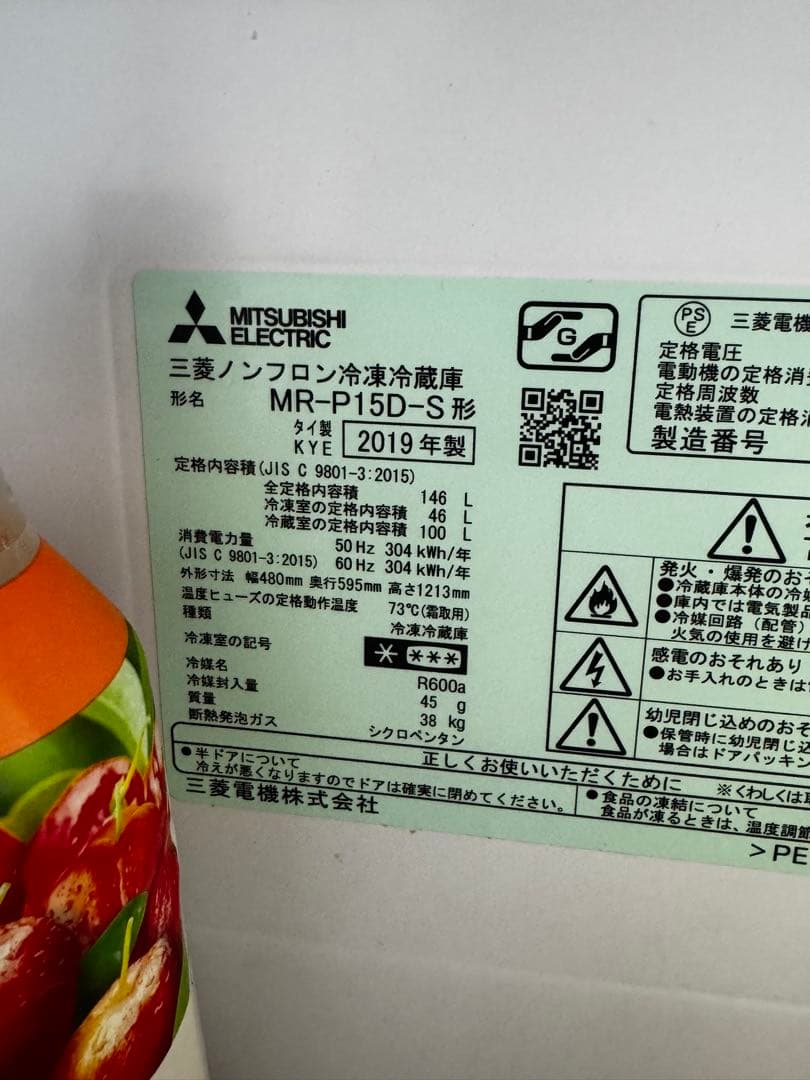 MITSUBISHI
ELECTRIC
三菱ノンフロン冷凍冷蔵庫
形名 MR-P15D-S形
タイ製
KYE 2019年製
定格内容積(JIS C 9801-3:2015)
全定格内容積 146 L
冷凍室の定格内容積 46 L
冷蔵室の定格内容積 100 L
消費電力量 50Hz 304kWh/年
(JIS C 9801-3:2015) 60Hz 304kWh/年
外形寸法 幅480mm 奥行595mm 高さ1213mm
温度ヒューズの定格動作温度 73℃(霜取用)
種類 冷凍冷蔵庫
冷凍室の記号
冷媒名 R600a
冷媒封入量 45 g
質量 38 kg
断熱発泡ガス シクロペンタン
G
PS
E
三菱電機
定格電圧
電動機の定格消
定格周波数
電熱装置の定格消
製造番号
発火・爆発のおそ
●冷蔵庫本体の冷
●庫内では電気製品
●冷媒回路(配管)
火気の使用を避け
感電のおそれあり
●お手入れのときは
幼児閉じ込めのおそ
●保管時に幼児閉じ込
場合はドアパッキン
正しくお使いいただくために ※くわしくは取
●半ドアについて
冷えが悪くなりますのでドアは確実に閉めてください。
●食品の凍結について
食品が凍るときは、温度調節
三菱電機株式会社
>PE